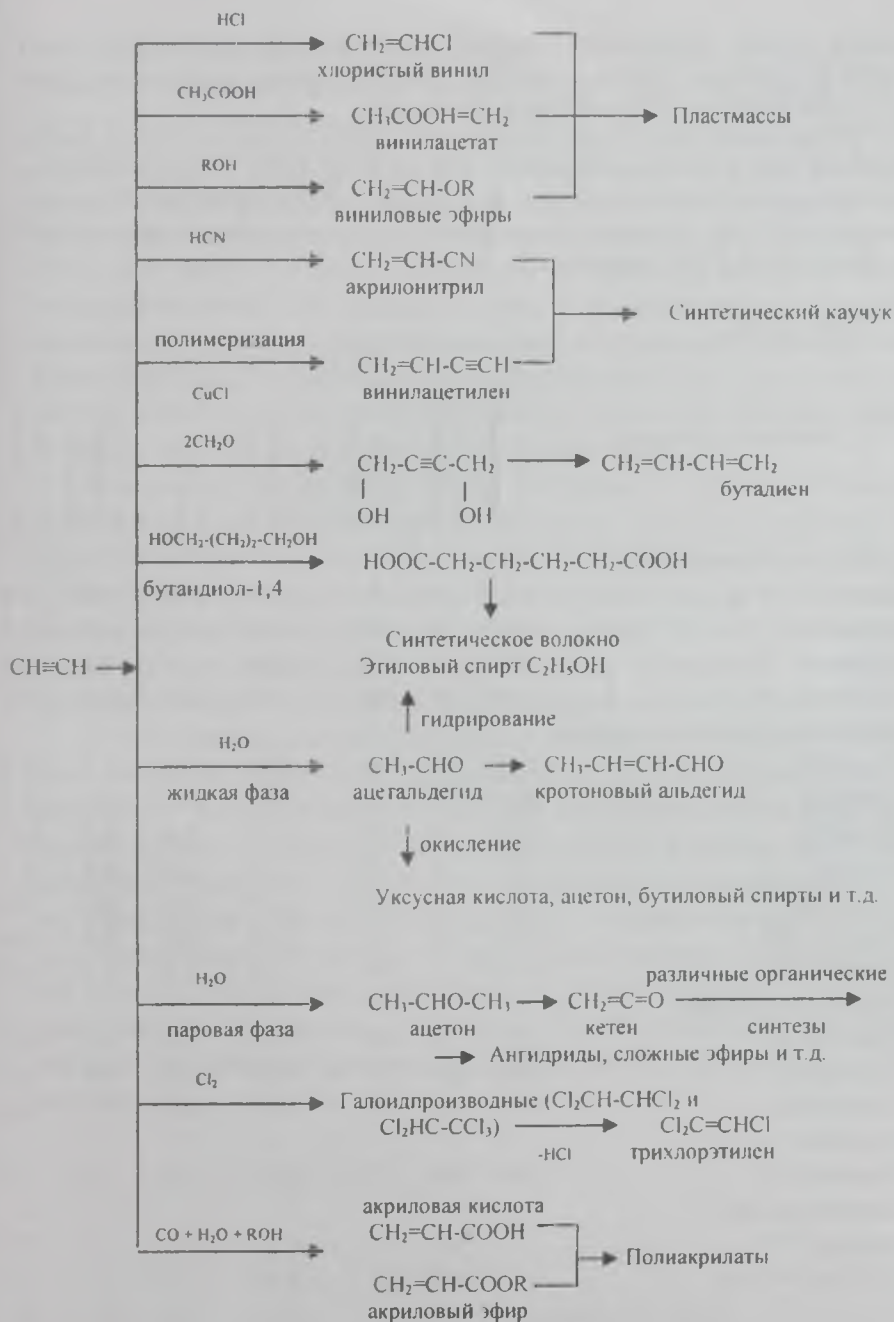 HCl
CH₂=CHCl
хлористый винил
CH₃COOH
CH₃COOH=CH₂
Пластмассы
винилацетат
ROH
CH₂=CH-OR
виниловые эфиры
HCN
CH₂=CH-CN
акрилонитрил
Синтетический каучук
полимеризация
CH₂=CH-C≡CH
CuCl
винилацетилен
2CH₂O
CH₂-C≡C-CH₂
CH₂=CH-CH=CH₂
бутадиен
| |
OH OH
HOCH₂-(CH₂)₂-CH₂OH
HOOC-CH₂-CH₂-CH₂-CH₂-COOH
бутандиол-1,4
Синтетическое волокно
CH≡CH
Этиловый спирт C₂H₅OH
гидрирование
H₂O
CH₃-CHO
CH₃-CH=CH-CHO
жидкая фаза
ацетальдегид
кротоновый альдегид
окисление
Уксусная кислота, ацетон, бутиловый спирты и т.д.
H₂O
различные органические
CH₃-CHO-CH₃
CH₂=C=O
паровая фаза
ацетон
кетен
синтезы
Ангидриды, сложные эфиры и т.д.
Cl₂
Галоидпроизводные (Cl₂CH-CHCl₂ и
Cl₂HC-CCl₃)
Cl₂C=CHCl
-HCl
трихлорэтилен
акриловая кислота
CO + H₂O + ROH
CH₂=CH-COOH
Полиакрилаты
CH₂=CH-COOR
акриловый эфир